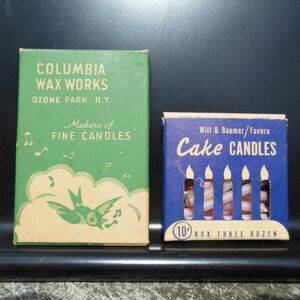 COLUMBIA
WAX WORKS
OZONE PARK, N.Y.
Makers of
FINE CANDLES
Will & Baumer/Tavern
Cake CANDLES
10¢ BOX THREE DOZEN